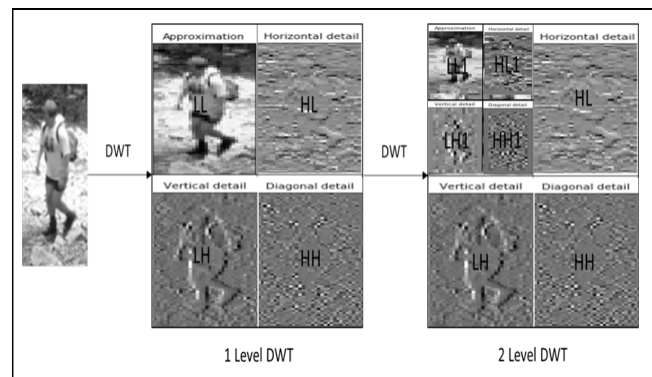 Approximation Horizontal detail
LL HL
DWT
Vertical detail Diagonal detail
LH HH
1 Level DWT
DWT
Approximation Horizontal detail
LL1 HL1
Vertical detail Diagonal detail
LH1 HH1
Horizontal detail
HL
Vertical detail Diagonal detail
LH HH
2 Level DWT